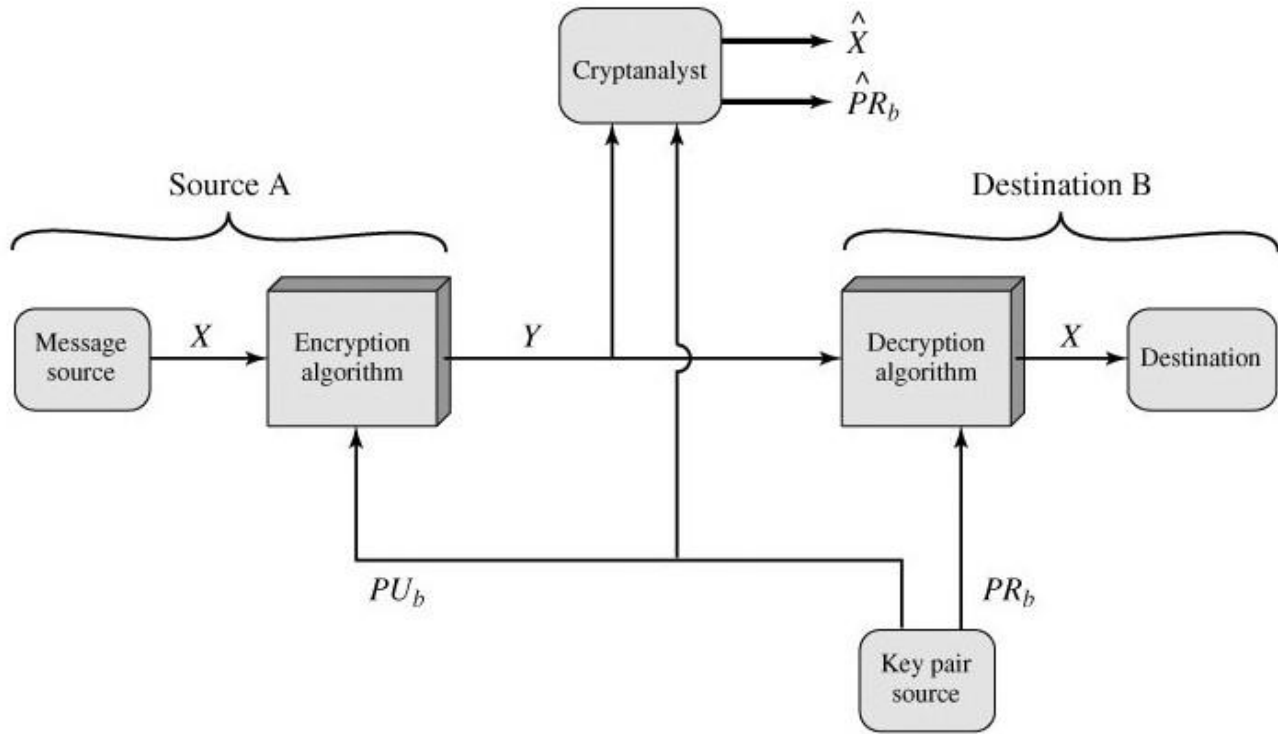 X̂
Cryptanalyst
P̂R_b
Source A
Destination B
Message
source
X
Encryption
algorithm
Y
Decryption
algorithm
X
Destination
PU_b
PR_b
Key pair
source